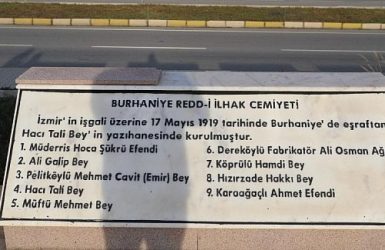 BURHANİYE REDD-İ İLHAK CEMİYETİ
İzmir'in işgali üzerine 17 Mayıs 1919 tarihinde Burhaniye'de eşraftan
Hacı Tali Bey'in yazıhanesinde kurulmuştur.
1. Müderris Hoca Şükrü Efendi
2. Ali Galip Bey
3. Pelitköylü Mehmet Cavit (Emir) Bey
4. Hacı Tali Bey
5. Müftü Mehmet Bey
6. Dereköylü Fabrikatör Ali Osman Ağ
7. Köprülü Hamdi Bey
8. Hızırzade Hakkı Bey
9. Karaağaçlı Ahmet Efendi